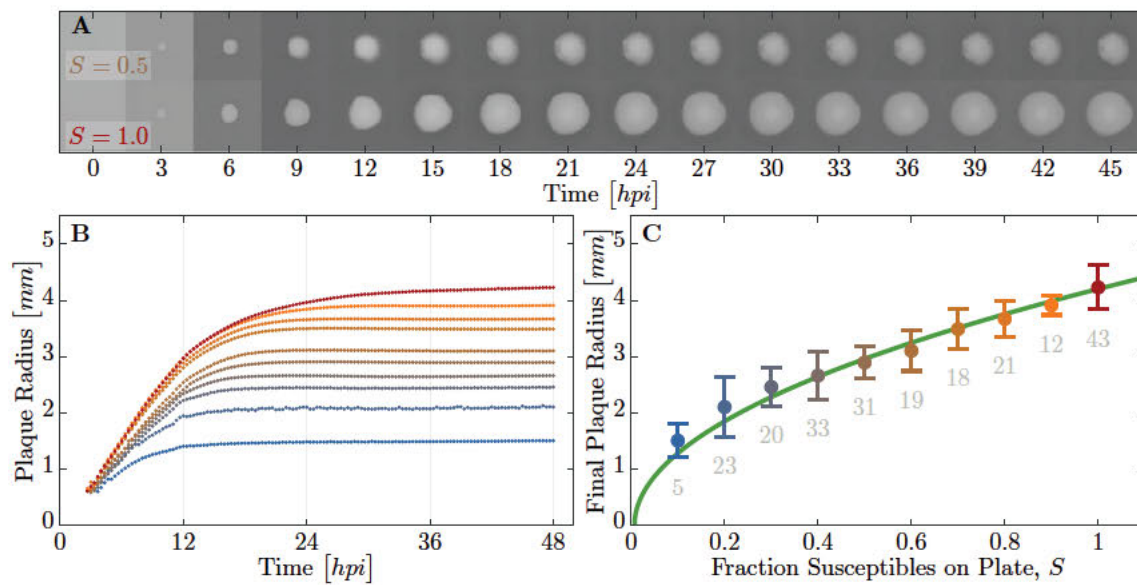 A
S = 0.5
S = 1.0
0 3 6 9 12 15 18 21 24 27 30 33 36 39 42 45
Time [hpi]
B
Plaque Radius [mm]
5
4
3
2
1
0
0 12 24 36 48
Time [hpi]
C
Final Plaque Radius [mm]
5
4
3
2
1
0
5
23
20
33
31
19
18
21
12
43
0 0.2 0.4 0.6 0.8 1
Fraction Susceptibles on Plate, S